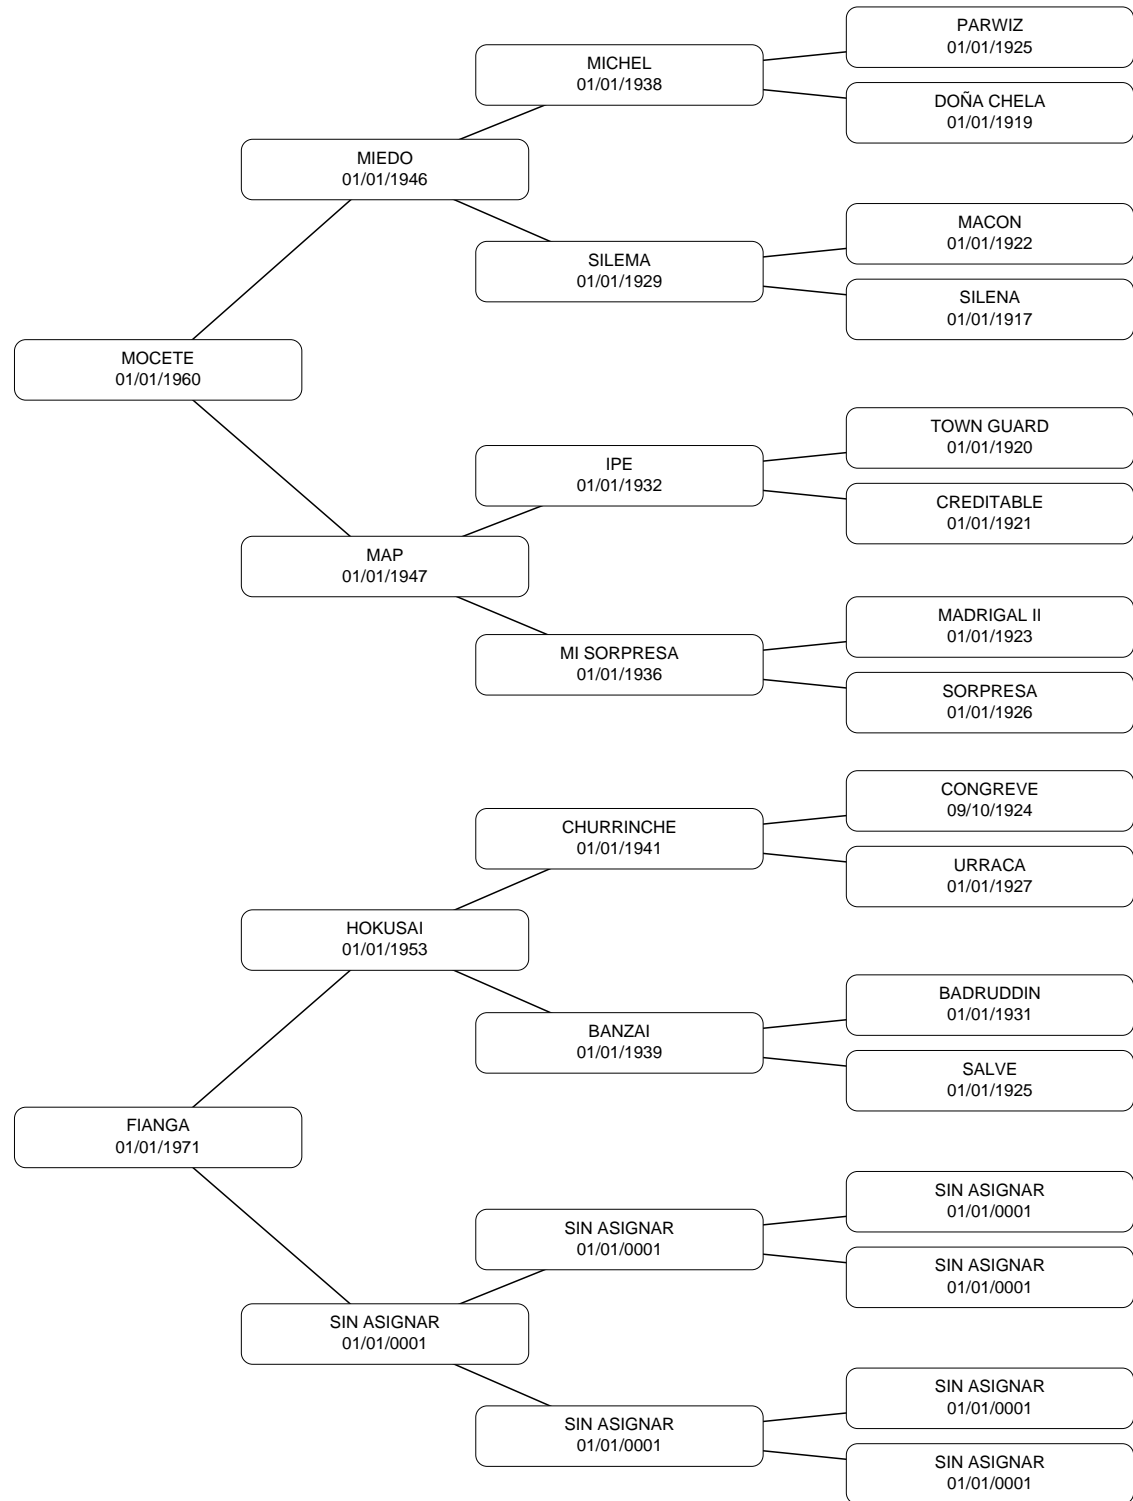 PARWIZ
01/01/1925
MICHEL
01/01/1938
DOÑA CHELA
01/01/1919
MIEDO
01/01/1946
MACON
01/01/1922
SILEMA
01/01/1929
SILENA
01/01/1917
MOCETE
01/01/1960
TOWN GUARD
01/01/1920
IPE
01/01/1932
CREDITABLE
01/01/1921
MAP
01/01/1947
MADRIGAL II
01/01/1923
MI SORPRESA
01/01/1936
SORPRESA
01/01/1926
CONGREVE
09/10/1924
CHURRINCHE
01/01/1941
URRACA
01/01/1927
HOKUSAI
01/01/1953
BADRUDDIN
01/01/1931
BANZAI
01/01/1939
SALVE
01/01/1925
FIANGA
01/01/1971
SIN ASIGNAR
01/01/0001
SIN ASIGNAR
01/01/0001
SIN ASIGNAR
01/01/0001
SIN ASIGNAR
01/01/0001
SIN ASIGNAR
01/01/0001
SIN ASIGNAR
01/01/0001
SIN ASIGNAR
01/01/0001